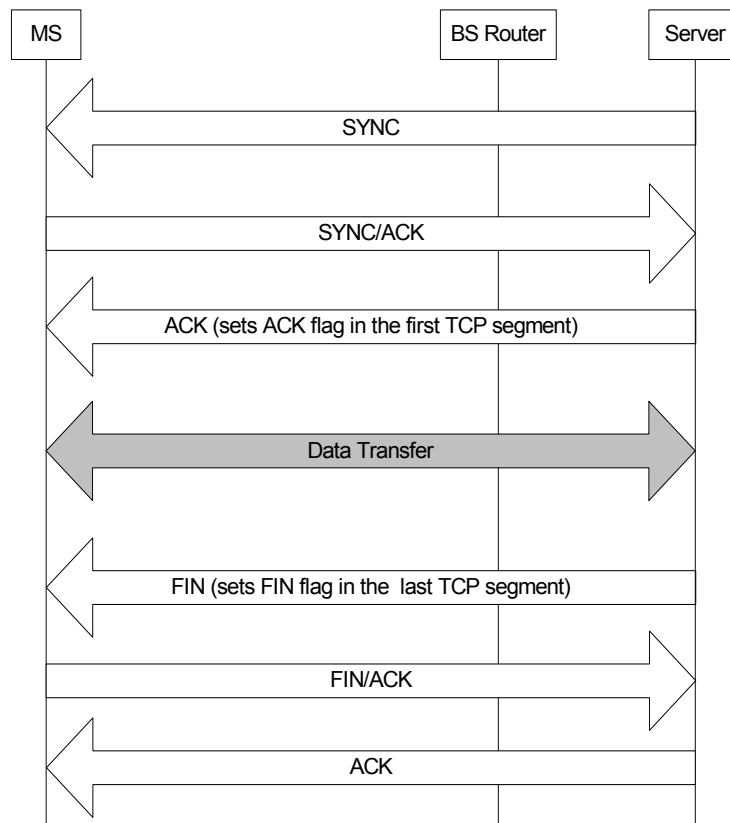 MS
BS Router
Server
SYNC
SYNC/ACK
ACK (sets ACK flag in the first TCP segment)
Data Transfer
FIN (sets FIN flag in the last TCP segment)
FIN/ACK
ACK